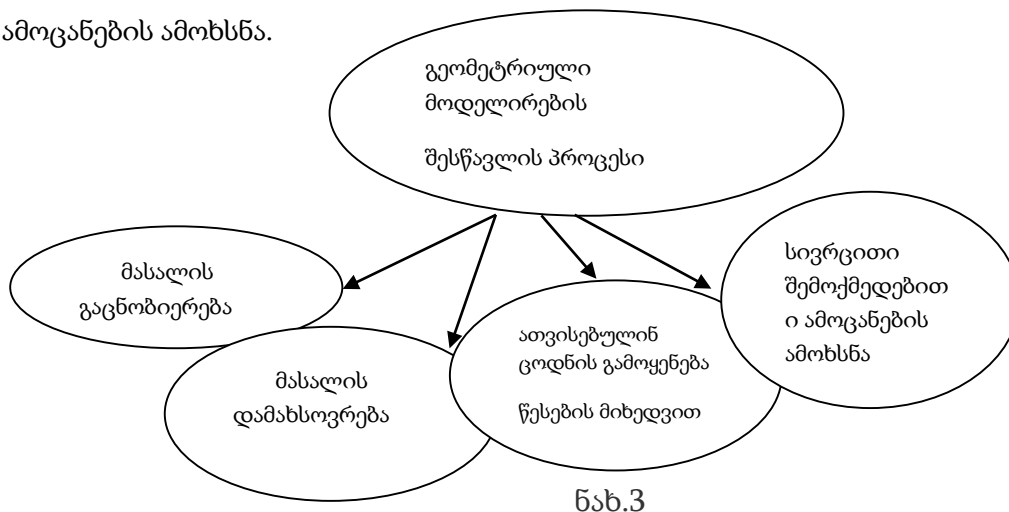 ამოცანების ამოხსნა.
გეომეტრიული
მოდელირების
შესწავლის პროცესი
მასალის
გაცნობიერება
მასალის
დამახსოვრება
ათვისებულინ
ცოდნის გამოყენება
წესების მიხედვით
სივრცითი
შემოქმედებით
ი ამოცანების
ამოხსნა
ნახ.3